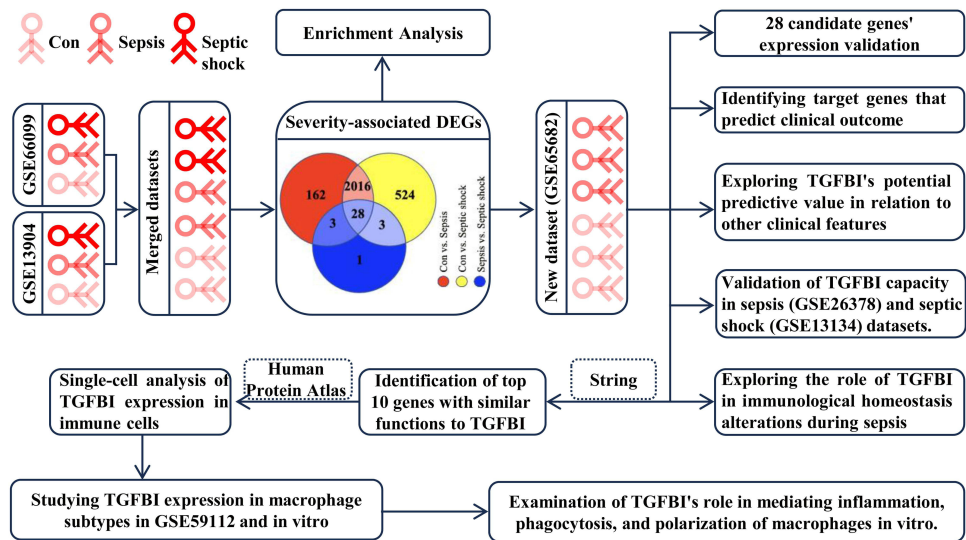 Con
Sepsis
Septic
shock
Enrichment Analysis
28 candidate genes'
expression validation
GSE66099
GSE13904
Merged datasets
Severity-associated DEGs
162
2016
524
3
28
3
1
Con vs. Sepsis
Con vs. Septic shock
Sepsis vs. Septic shock
New dataset (GSE65682)
Identifying target genes that
predict clinical outcome
Exploring TGFBI's potential
predictive value in relation to
other clinical features
Validation of TGFBI capacity
in sepsis (GSE26378) and septic
shock (GSE13134) datasets.
Exploring the role of TGFBI
in immunological homeostasis
alterations during sepsis
String
Identification of top
10 genes with similar
functions to TGFBI
Human
Protein Atlas
Single-cell analysis of
TGFBI expression in
immune cells
Studying TGFBI expression in macrophage
subtypes in GSE59112 and in vitro
Examination of TGFBI's role in mediating inflammation,
phagocytosis, and polarization of macrophages in vitro.